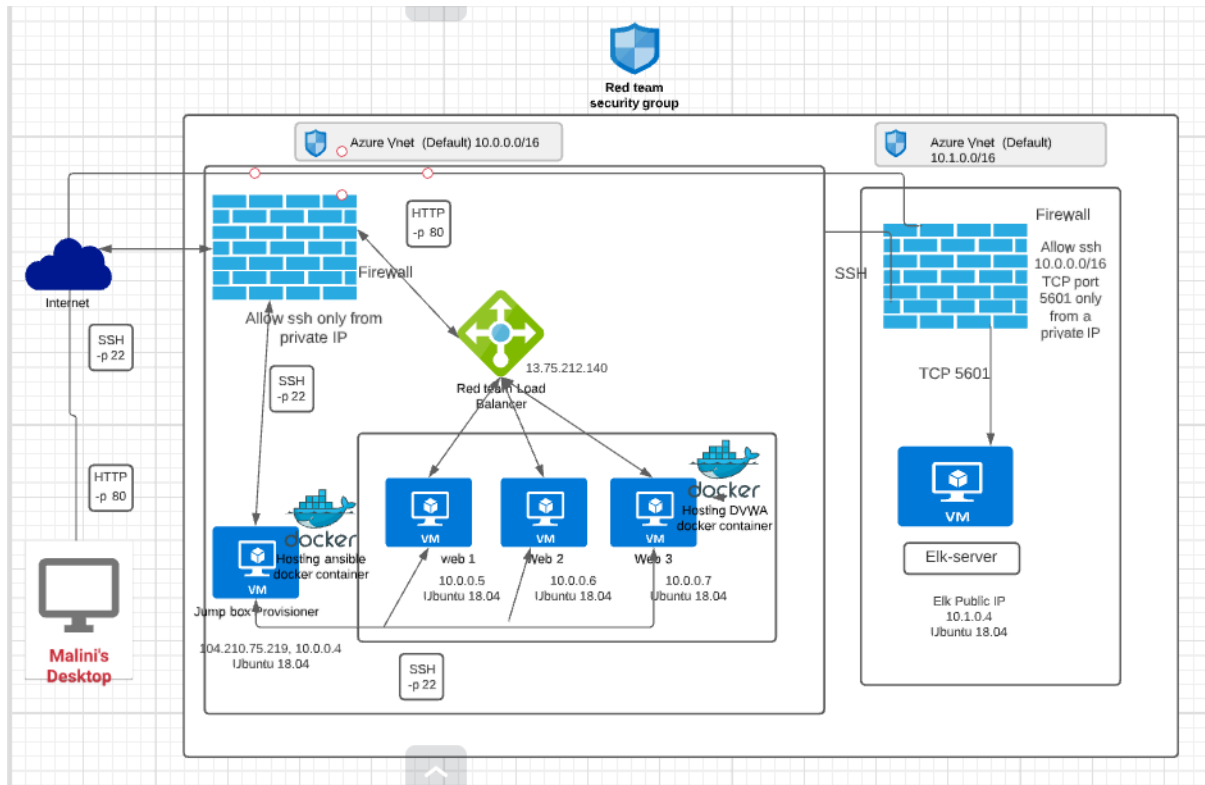 Red team
security group
Azure Vnet (Default) 10.0.0.0/16
Azure Vnet (Default)
10.1.0.0/16
HTTP
-p 80
Firewall
Allow ssh only from
private IP
Internet
SSH
-p 22
SSH
-p 22
HTTP
-p 80
13.75.212.140
Red team Load
Balancer
Firewall
Allow ssh
10.0.0.0/16
TCP port
5601 only
from a
private IP
SSH
TCP 5601
docker
Hosting ansible
docker container
VM
Jump box Provisioner
104.210.75.219, 10.0.0.4
Ubuntu 18.04
VM
web 1
10.0.0.5
Ubuntu 18.04
VM
Web 2
10.0.0.6
Ubuntu 18.04
VM
Web 3
10.0.0.7
Ubuntu 18.04
docker
Hosting DVWA
docker container
SSH
-p 22
VM
Elk-server
Elk Public IP
10.1.0.4
Ubuntu 18.04
Malini's
Desktop